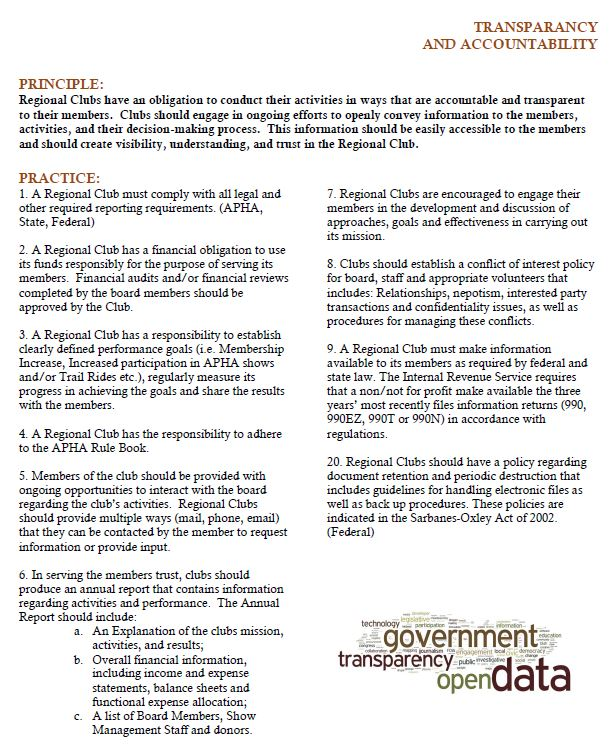 TRANSPARANCY
AND ACCOUNTABILITY
PRINCIPLE:
Regional Clubs have an obligation to conduct their activities in ways that are accountable and transparent
to their members. Clubs should engage in ongoing efforts to openly convey information to the members,
activities, and their decision-making process. This information should be easily accessible to the members
and should create visibility, understanding, and trust in the Regional Club.
PRACTICE:
1. A Regional Club must comply with all legal and
other required reporting requirements. (APHA,
State, Federal)
2. A Regional Club has a financial obligation to use
its funds responsibly for the purpose of serving its
members. Financial audits and/or financial reviews
completed by the board members should be
approved by the Club.
3. A Regional Club has a responsibility to establish
clearly defined performance goals (i.e. Membership
Increase, Increased participation in APHA shows
and/or Trail Rides etc.), regularly measure its
progress in achieving the goals and share the results
with the members.
4. A Regional Club has the responsibility to adhere
to the APHA Rule Book.
5. Members of the club should be provided with
ongoing opportunities to interact with the board
regarding the club's activities. Regional Clubs
should provide multiple ways (mail, phone, email)
that they can be contacted by the member to request
information or provide input.
6. In serving the members trust, clubs should
produce an annual report that contains information
regarding activities and performance. The Annual
Report should include:
a. An Explanation of the clubs mission,
activities, and results;
b. Overall financial information,
including income and expense
statements, balance sheets and
functional expense allocation;
c. A list of Board Members, Show
Management Staff and donors.
7. Regional Clubs are encouraged to engage their
members in the development and discussion of
approaches, goals and effectiveness in carrying out
its mission.
8. Clubs should establish a conflict of interest policy
for board, staff and appropriate volunteers that
includes: Relationships, nepotism, interested party
transactions and confidentiality issues, as well as
procedures for managing these conflicts.
9. A Regional Club must make information
available to its members as required by federal and
state law. The Internal Revenue Service requires
that a non/not for profit make available the three
years' most recently files information returns (990,
990EZ, 990T or 990N) in accordance with
regulations.
20. Regional Clubs should have a policy regarding
document retention and periodic destruction that
includes guidelines for handling electronic files as
well as back up procedures. These policies are
indicated in the Sarbanes-Oxley Act of 2002.
(Federal)
legislative
technology participation information
government education
collaboration journalism engagement local democracy
transparency public investigative change
opendata